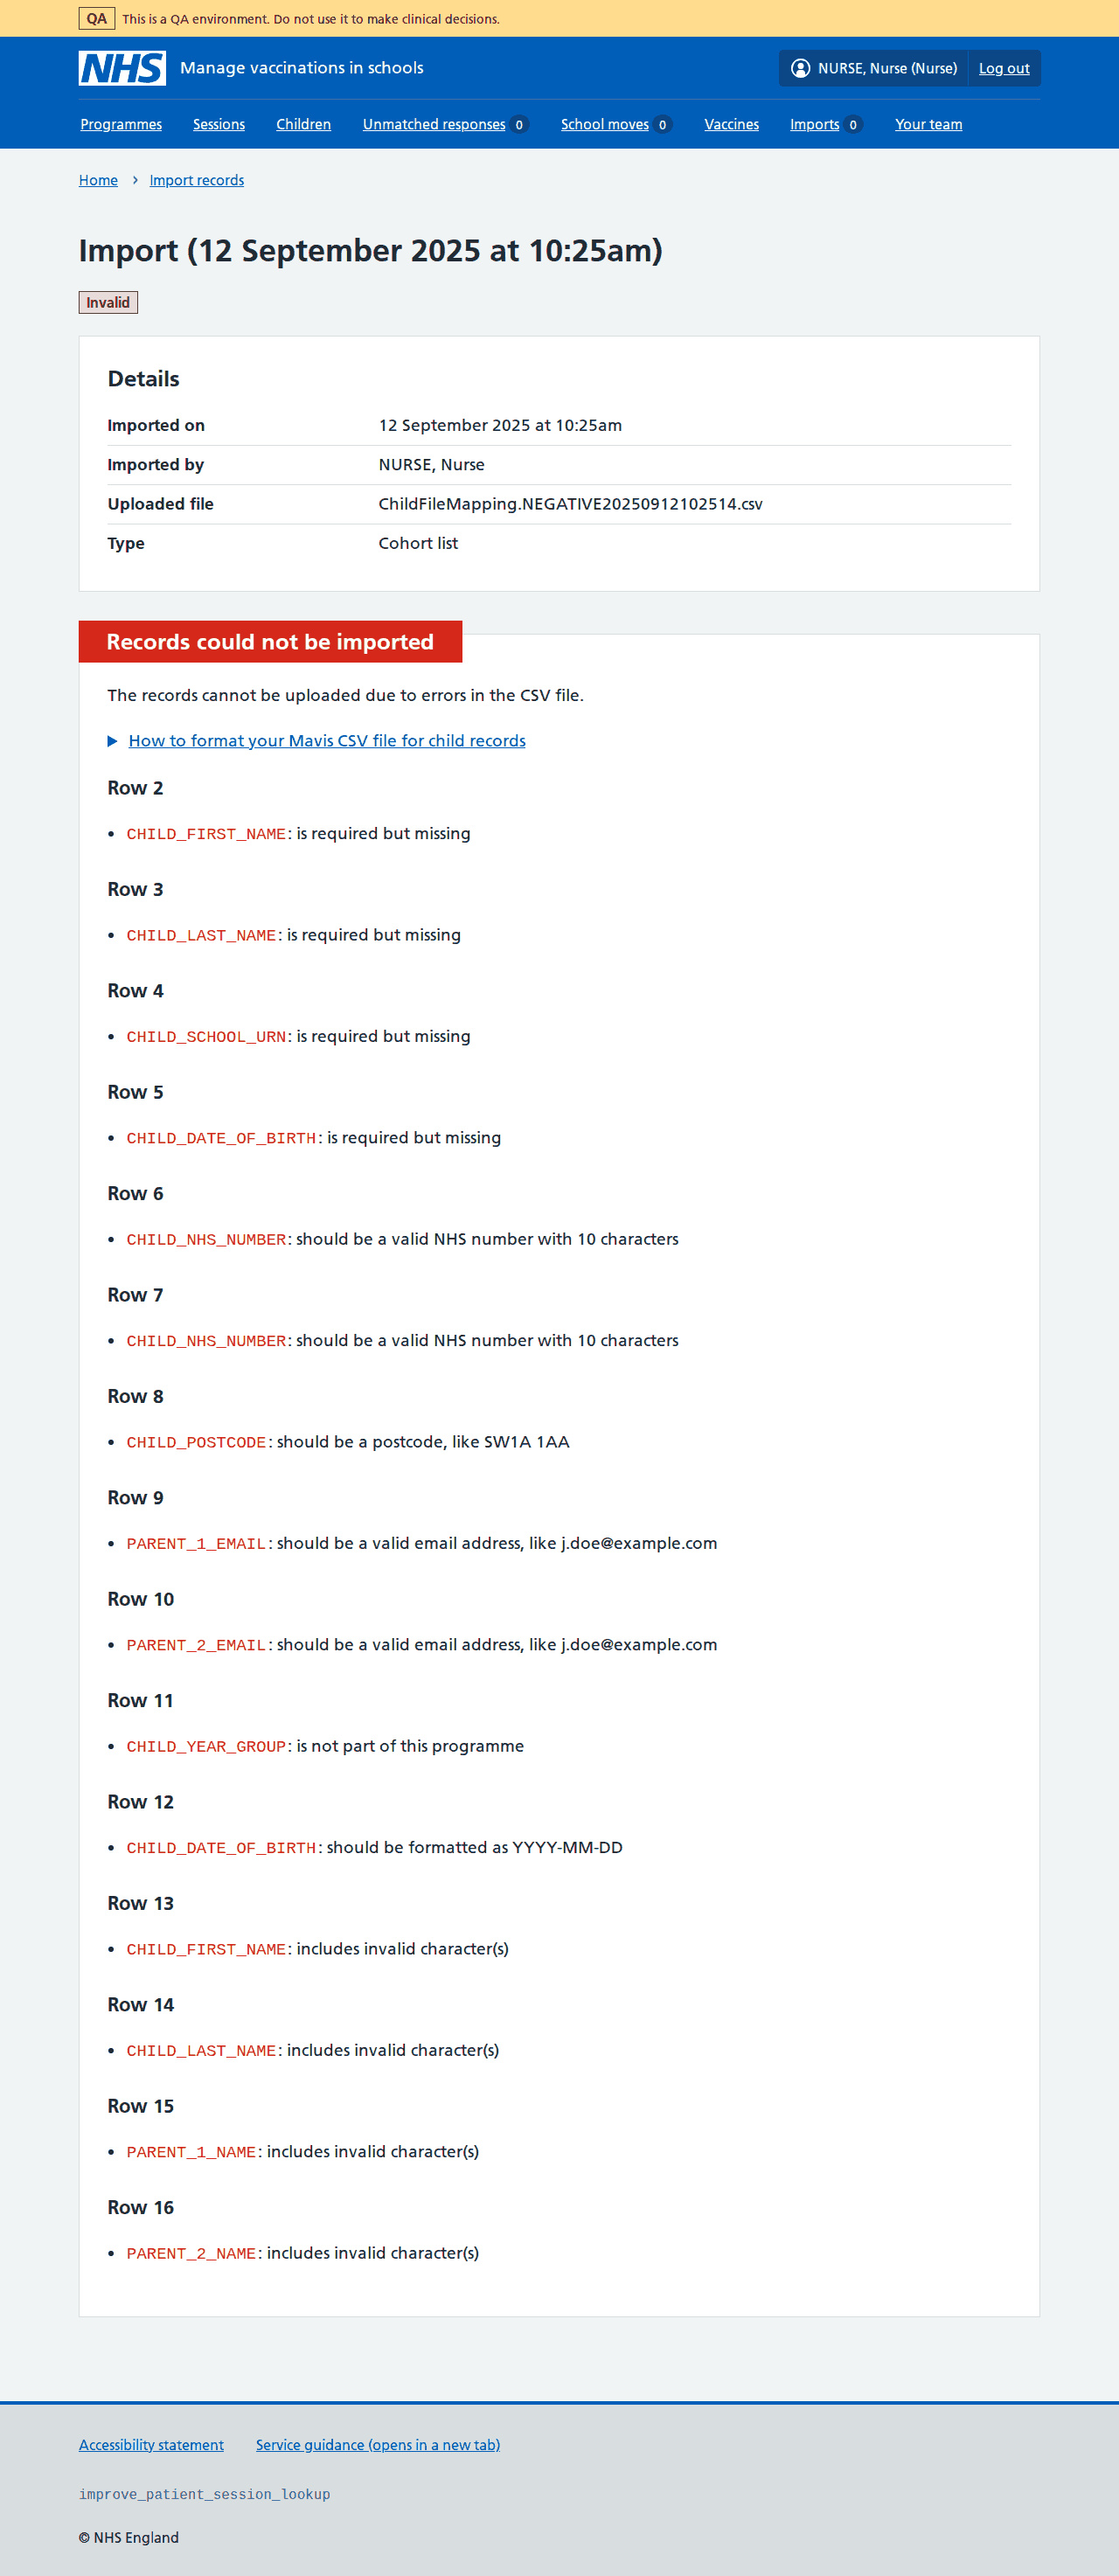 QA This is a QA environment. Do not use it to make clinical decisions.
NHS Manage vaccinations in schools NURSE, Nurse (Nurse) Log out
Programmes Sessions Children Unmatched responses 0 School moves 0 Vaccines Imports 0 Your team
Home › Import records
Import (12 September 2025 at 10:25am)
Invalid
Details
Imported on 12 September 2025 at 10:25am
Imported by NURSE, Nurse
Uploaded file ChildFileMapping.NEGATIVE20250912102514.csv
Type Cohort list
Records could not be imported
The records cannot be uploaded due to errors in the CSV file.
How to format your Mavis CSV file for child records
Row 2
• CHILD_FIRST_NAME: is required but missing
Row 3
• CHILD_LAST_NAME: is required but missing
Row 4
• CHILD_SCHOOL_URN: is required but missing
Row 5
• CHILD_DATE_OF_BIRTH: is required but missing
Row 6
• CHILD_NHS_NUMBER: should be a valid NHS number with 10 characters
Row 7
• CHILD_NHS_NUMBER: should be a valid NHS number with 10 characters
Row 8
• CHILD_POSTCODE: should be a postcode, like SW1A 1AA
Row 9
• PARENT_1_EMAIL: should be a valid email address, like j.doe@example.com
Row 10
• PARENT_2_EMAIL: should be a valid email address, like j.doe@example.com
Row 11
• CHILD_YEAR_GROUP: is not part of this programme
Row 12
• CHILD_DATE_OF_BIRTH: should be formatted as YYYY-MM-DD
Row 13
• CHILD_FIRST_NAME: includes invalid character(s)
Row 14
• CHILD_LAST_NAME: includes invalid character(s)
Row 15
• PARENT_1_NAME: includes invalid character(s)
Row 16
• PARENT_2_NAME: includes invalid character(s)
Accessibility statement Service guidance (opens in a new tab)
improve_patient_session_lookup
© NHS England